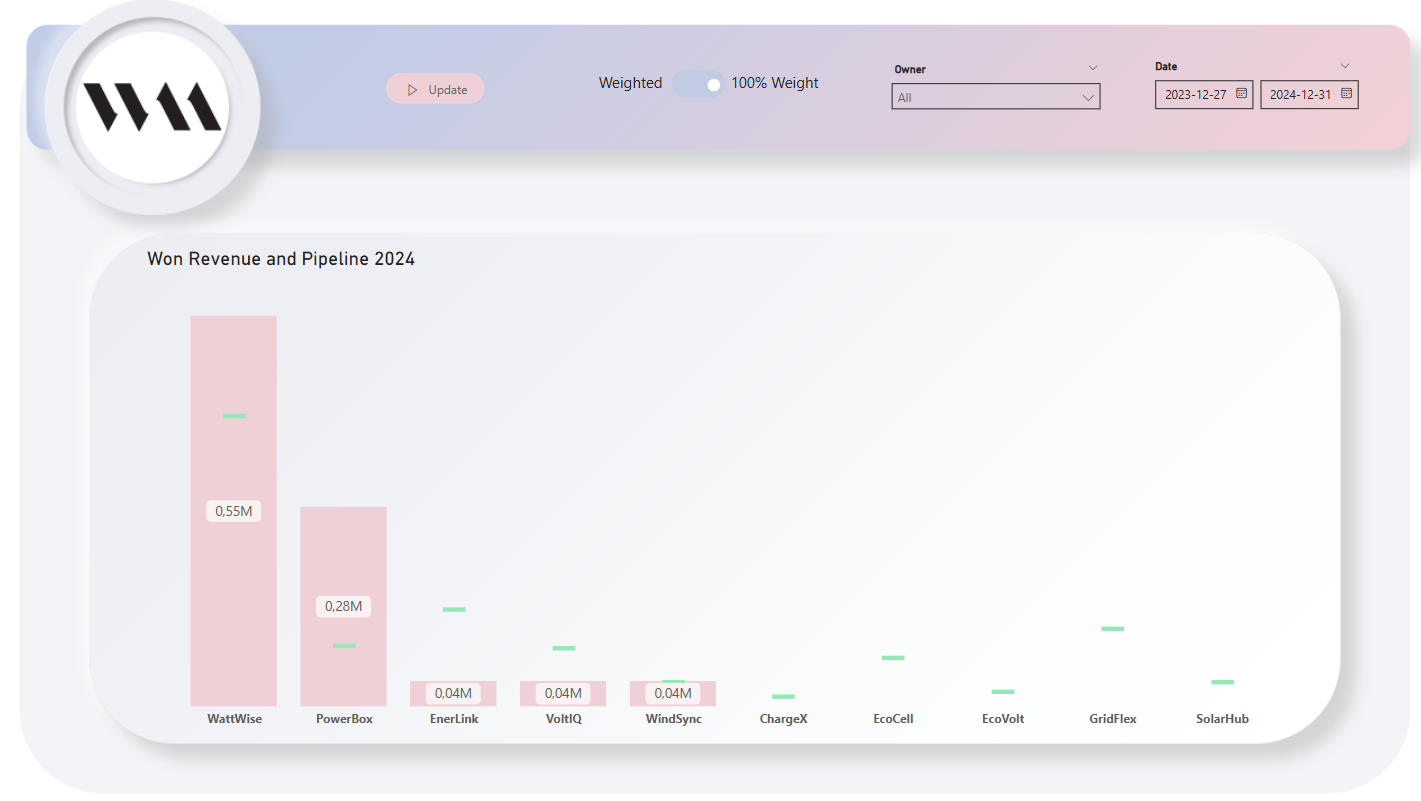 WM
Update
Weighted
100% Weight
Owner
All
Date
2023-12-27
2024-12-31
Won Revenue and Pipeline 2024
0,55M
0,28M
0,04M
0,04M
0,04M
WattWise
PowerBox
EnerLink
VoltIQ
WindSync
ChargeX
EcoCell
EcoVolt
GridFlex
SolarHub